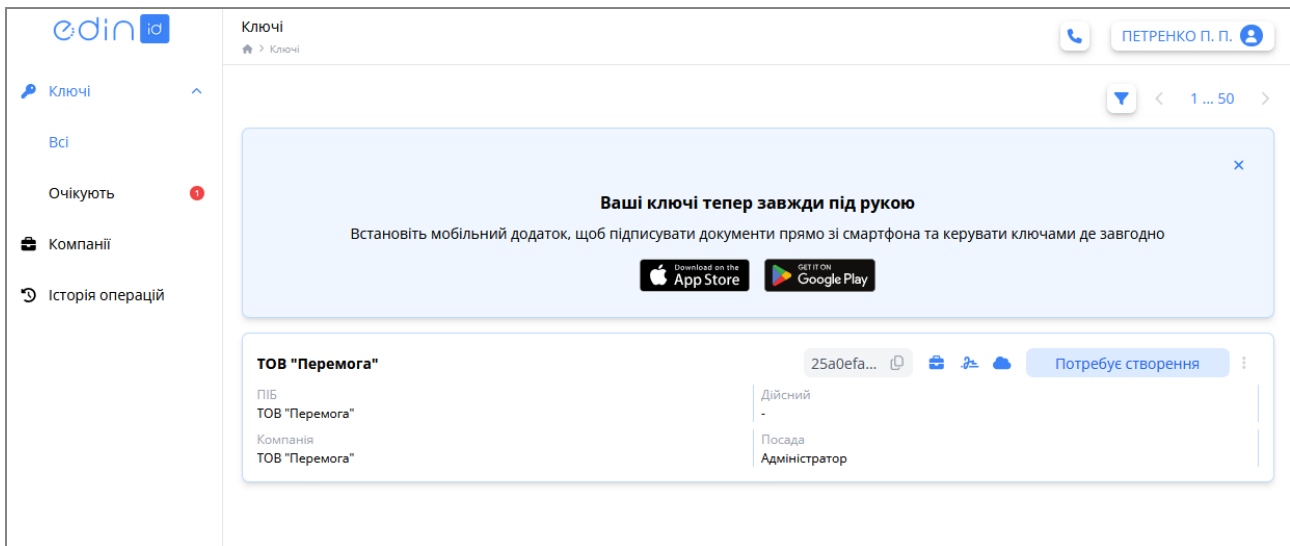 edin id
Ключі
Ключі
ПЕТРЕНКО П. П.
Ключі
Всі
Очікують 1
Компанії
Історія операцій
1 ... 50
Ваші ключі тепер завжди під рукою
Встановіть мобільний додаток, щоб підписувати документи прямо зі смартфона та керувати ключами де завгодно
Download on the
App Store
GET IT ON
Google Play
ТОВ "Перемога"
25a0efa...
Потребує створення
ПІБ
ТОВ "Перемога"
Дійсний
-
Компанія
ТОВ "Перемога"
Посада
Адміністратор